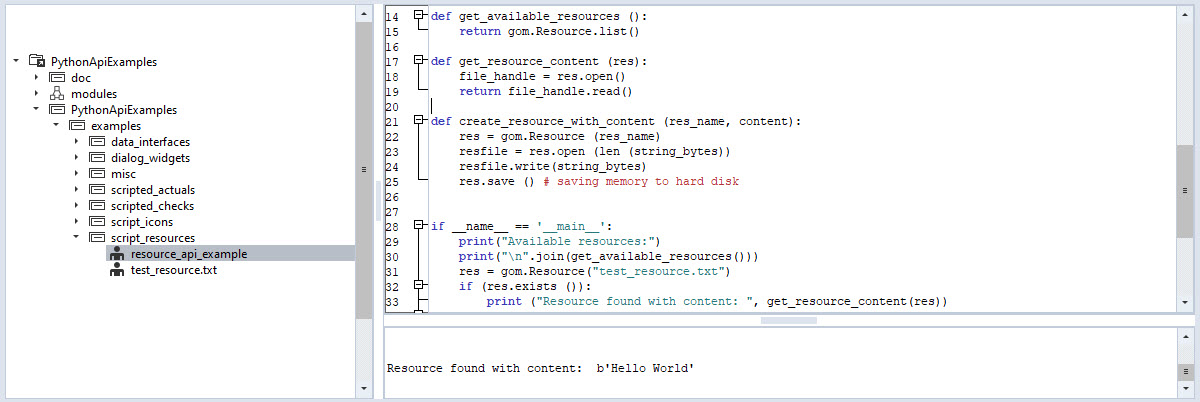 PythonApiExamples
doc
modules
PythonApiExamples
examples
data_interfaces
dialog_widgets
misc
scripted_actuals
scripted_checks
script_icons
script_resources
resource_api_example
test_resource.txt
14 def get_available_resources ():
15     return gom.Resource.list()
16
17 def get_resource_content (res):
18     file_handle = res.open()
19     return file_handle.read()
20
21 def create_resource_with_content (res_name, content):
22     res = gom.Resource (res_name)
23     resfile = res.open (len (string_bytes))
24     resfile.write(string_bytes)
25     res.save () # saving memory to hard disk
26
27
28 if __name__ == '__main__':
29     print("Available resources:")
30     print("\n".join(get_available_resources()))
31     res = gom.Resource("test_resource.txt")
32     if (res.exists ()):
33         print ("Resource found with content: ", get_resource_content(res))
Resource found with content:  b'Hello World'